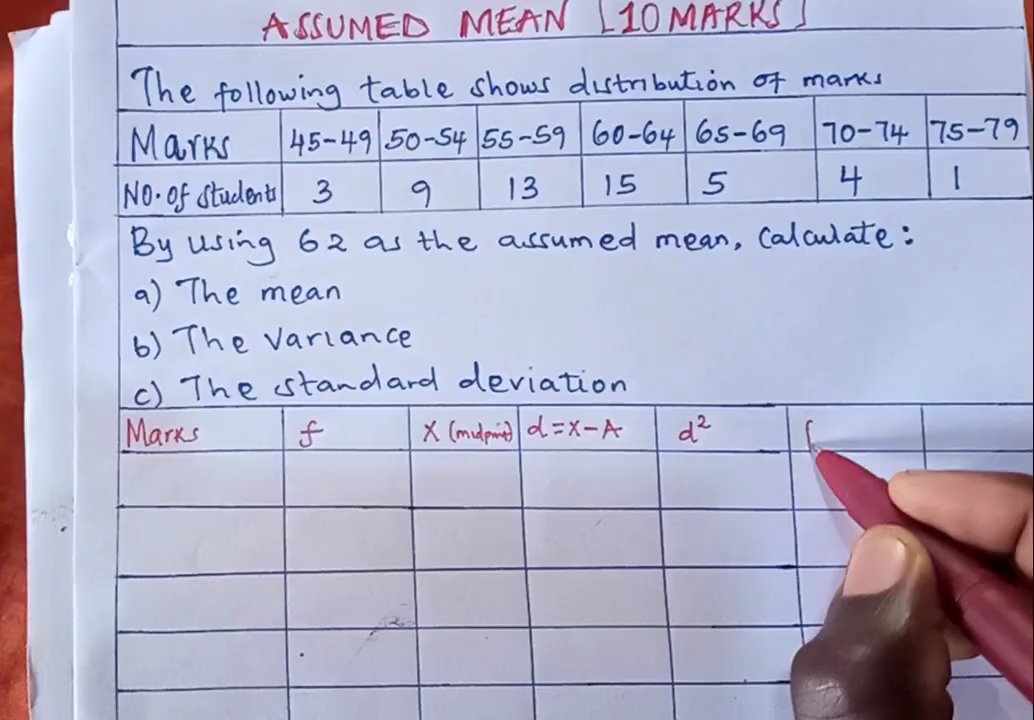 ASSUMED MEAN [10 MARKS]
The following table shows distribution of marks
Marks 45-49 50-54 55-59 60-64 65-69 70-74 75-79
NO. of students 3 9 13 15 5 4 1
By using 62 as the assumed mean, calculate:
a) The mean
b) The variance
c) The standard deviation
Marks f X (midpoint) d=X-A d²